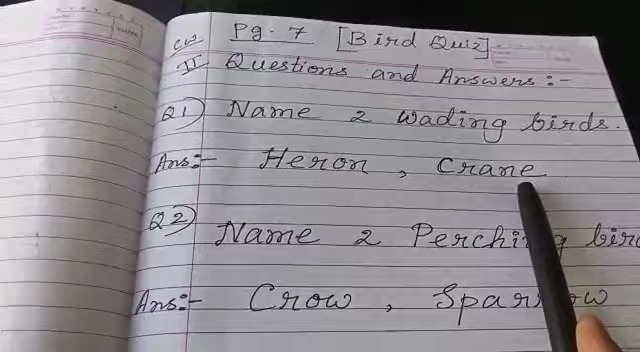 CW Pg. 7 [Bird Quiz]
II Questions and Answers:-
Q1) Name 2 wading birds.
Ans:- Heron, Crane
Q2) Name 2 Perching bird
Ans:- Crow, Sparrow